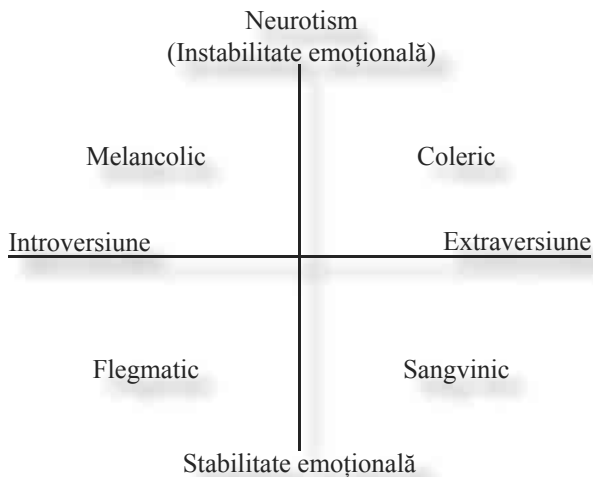 Neurotism
(Instabilitate emoțională)
Melancolic
Coleric
Introversiune
Extraversiune
Flegmatic
Sangvinic
Stabilitate emoțională